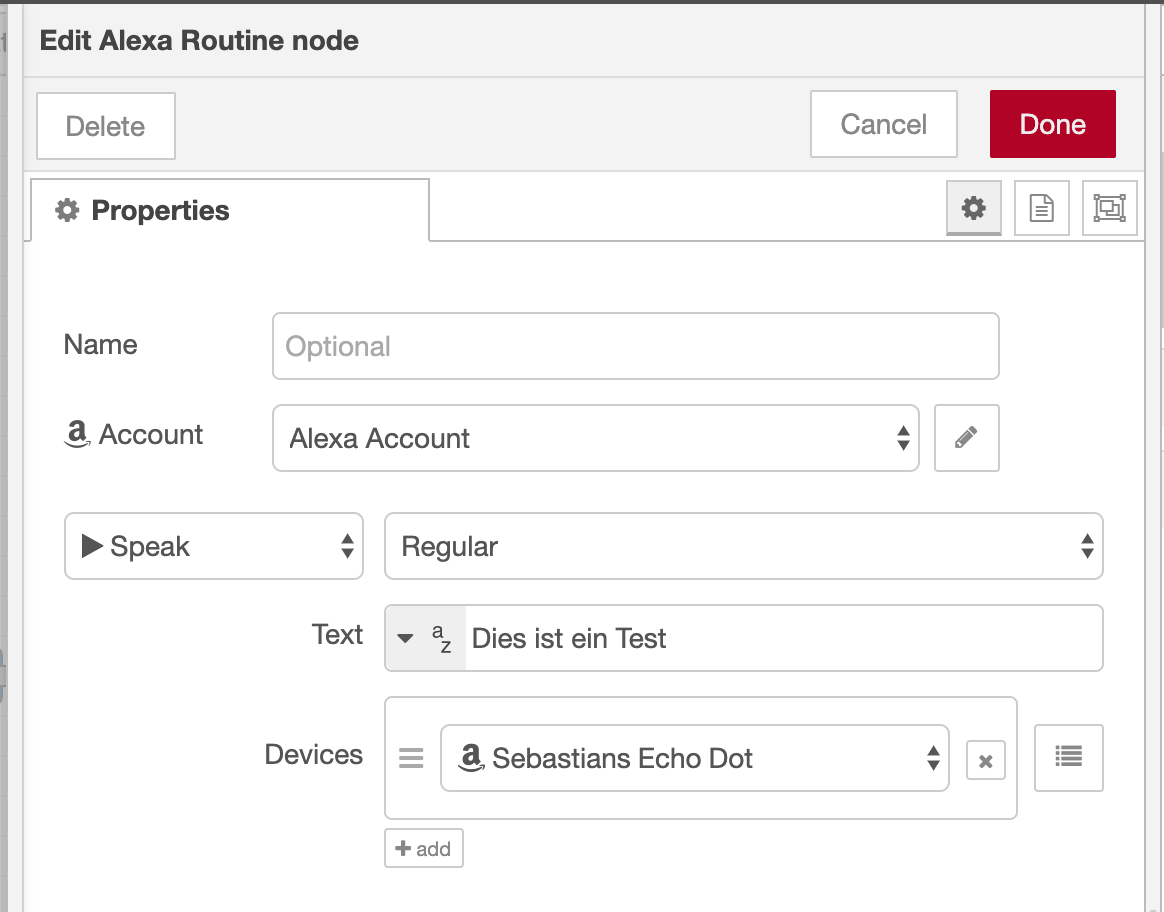 Edit Alexa Routine node
Delete
Cancel
Done
Properties
Name
Optional
Account
Alexa Account
Speak
Regular
Text
a z
Dies ist ein Test
Devices
Sebastians Echo Dot
add